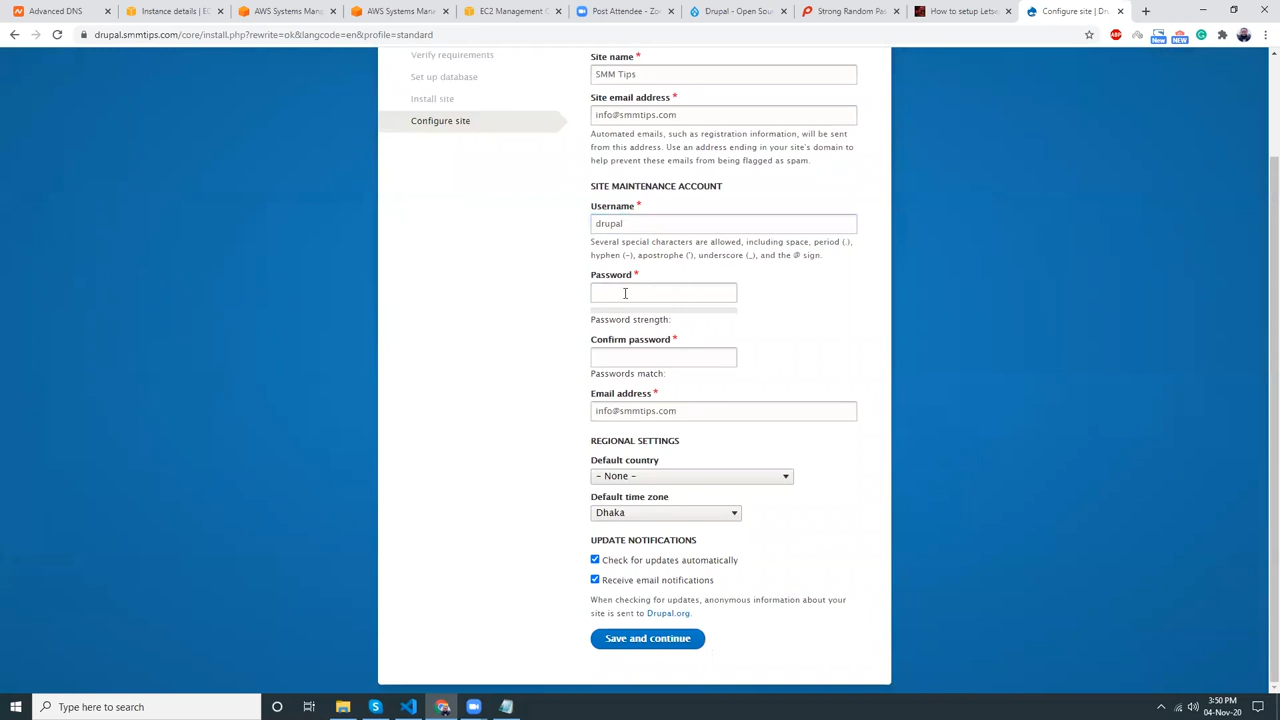 Advanced DNS
Instance details | EC
AWS Systems Mana
AWS Systems Mana
EC2 Management C
Post Attendee - Zo
Drupal - Open Sou
Strong Random Pas
How to setup Letse
Configure site | Dru
drupal.smmtips.com/core/install.php?rewrite=ok&langcode=en&profile=standard
ABP
New
NEW
Verify requirements
Set up database
Install site
Configure site
Site name *
SMM Tips
Site email address *
info@smmtips.com
Automated emails, such as registration information, will be sent
from this address. Use an address ending in your site's domain to
help prevent these emails from being flagged as spam.
SITE MAINTENANCE ACCOUNT
Username *
drupal
Several special characters are allowed, including space, period (.),
hyphen (-), apostrophe ('), underscore (_), and the @ sign.
Password *
Password strength:
Confirm password *
Passwords match:
Email address *
info@smmtips.com
REGIONAL SETTINGS
Default country
- None -
Default time zone
Dhaka
UPDATE NOTIFICATIONS
Check for updates automatically
Receive email notifications
When checking for updates, anonymous information about your
site is sent to Drupal.org.
Save and continue
Type here to search
3:50 PM
04-Nov-20